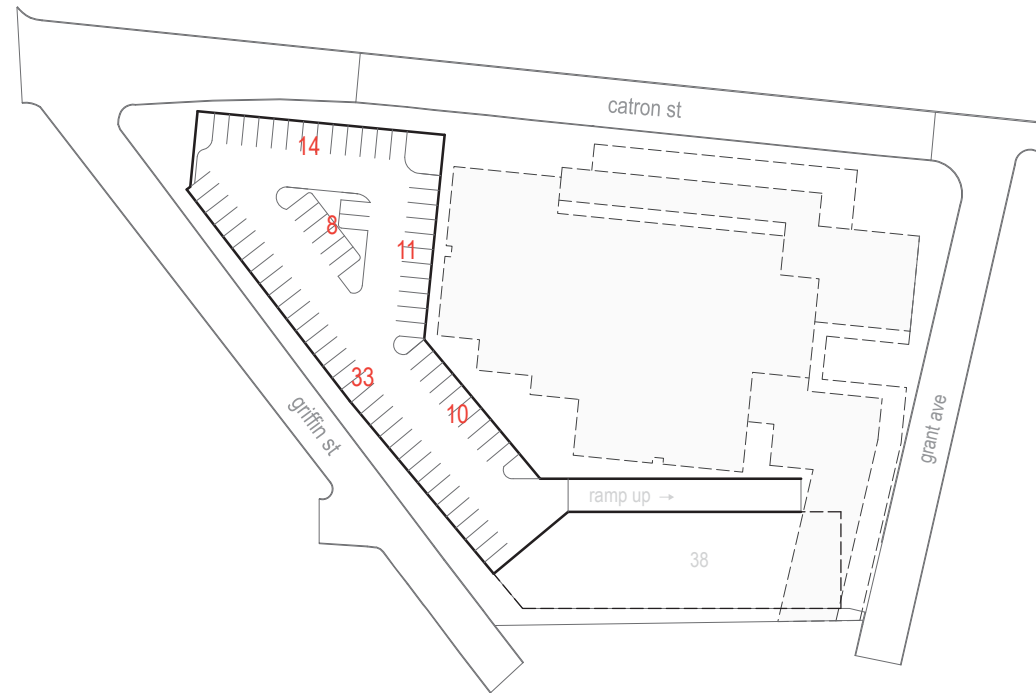 catron st
14
8
11
33
griffin st
10
grant ave
ramp up →
38